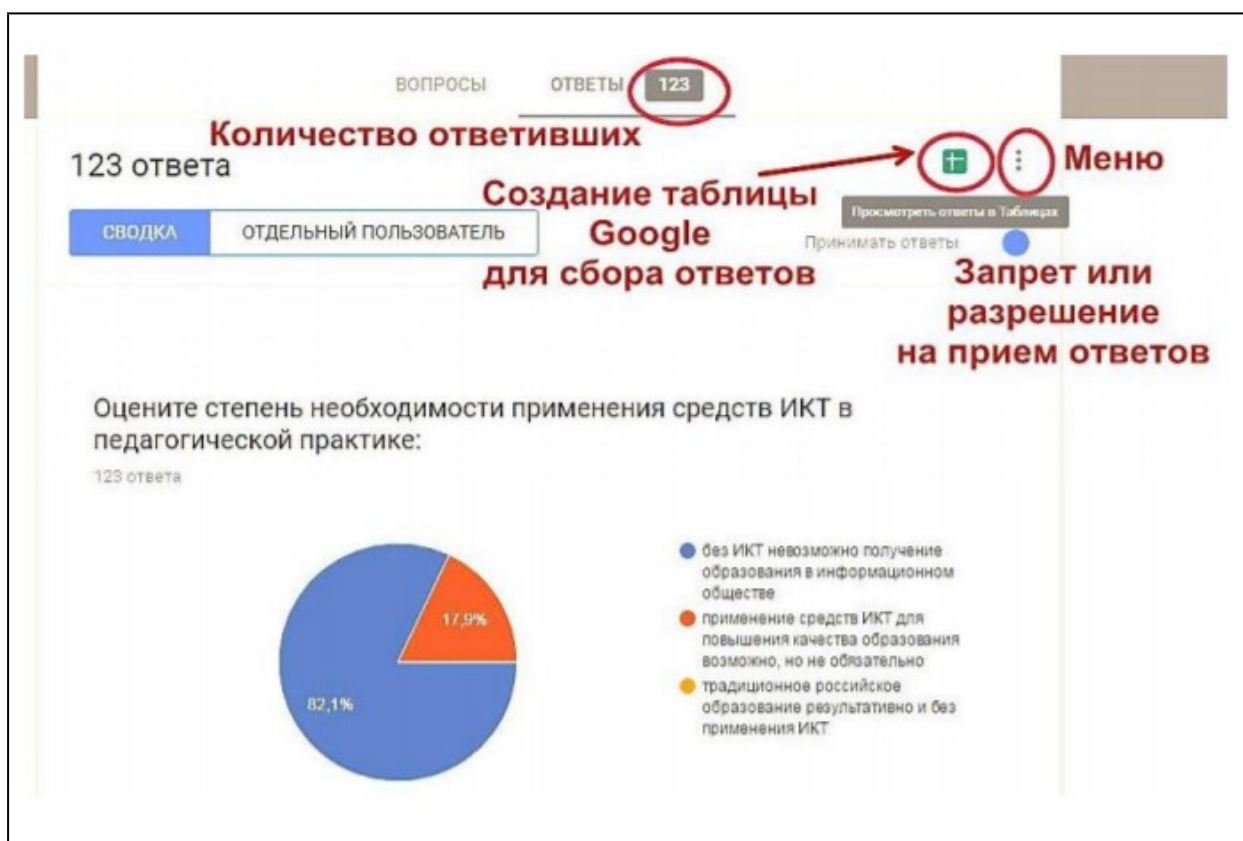 ВОПРОСЫ ОТВЕТЫ 123
Количество ответивших
123 ответа
Меню
Создание таблицы
Google
для сбора ответов
Просмотреть ответы в Таблицах
СВОДКА ОТДЕЛЬНЫЙ ПОЛЬЗОВАТЕЛЬ
Принимать ответы
Запрет или
разрешение
на прием ответов
Оцените степень необходимости применения средств ИКТ в
педагогической практике:
123 ответа
17,9%
82,1%
без ИКТ невозможно получение
образования в информационном
обществе
применение средств ИКТ для
повышения качества образования
возможно, но не обязательно
традиционное российское
образование результативно и без
применения ИКТ